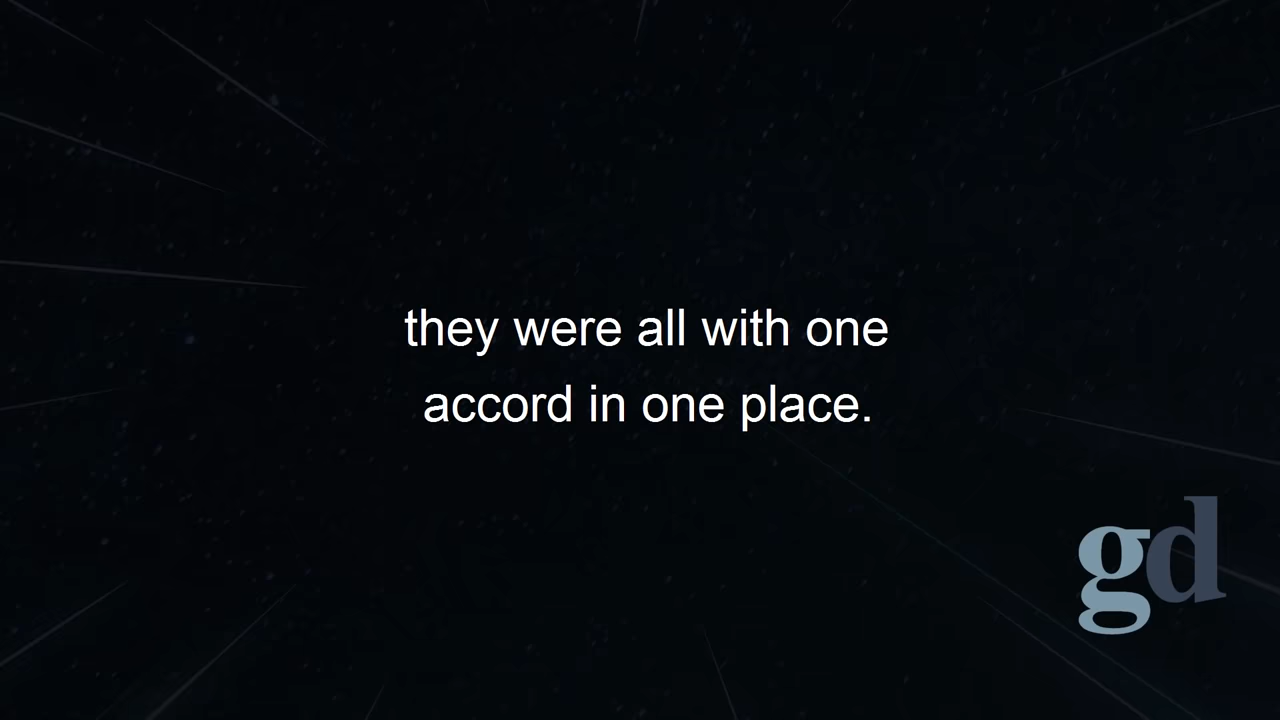 they were all with one
accord in one place.
gd